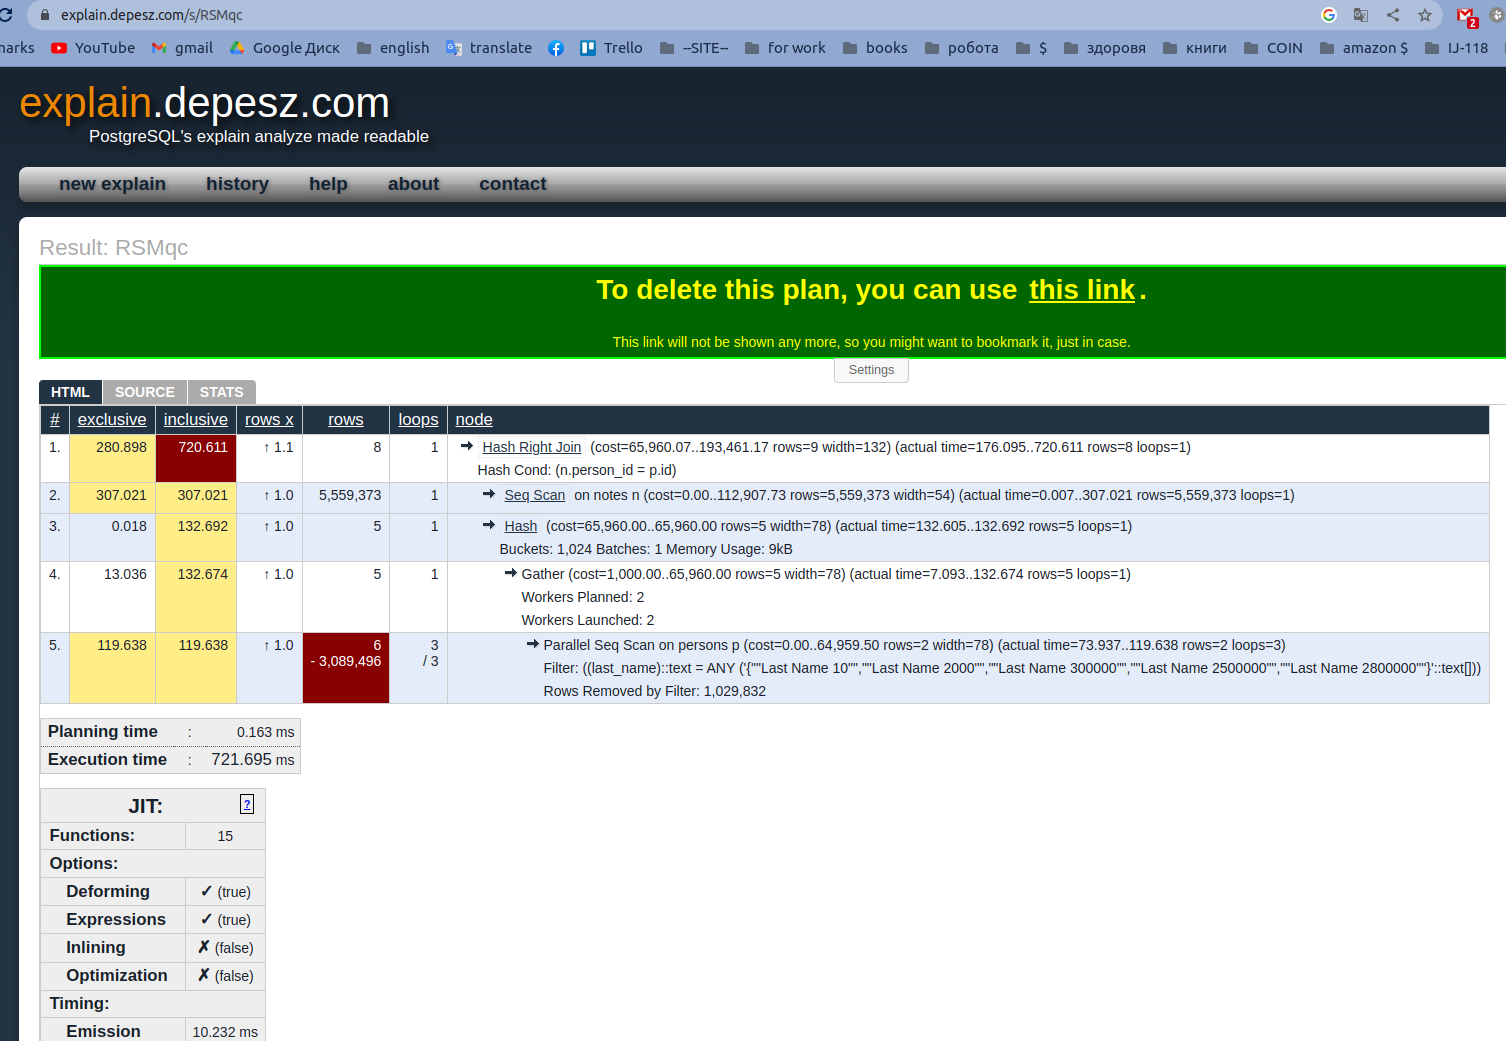 explain.depesz.com/s/RSMqc
2
marks YouTube gmail Google Диск english translate Trello --SITE-- for work books робота $ здоровя книги COIN amazon $ IJ-118
explain.depesz.com
PostgreSQL's explain analyze made readable
new explain history help about contact
Result: RSMqc
To delete this plan, you can use this link.
This link will not be shown any more, so you might want to bookmark it, just in case.
Settings
HTML SOURCE STATS
# exclusive inclusive rows x rows loops node
1. 280.898 720.611 ↑ 1.1 8 1 ➞ Hash Right Join (cost=65,960.07..193,461.17 rows=9 width=132) (actual time=176.095..720.611 rows=8 loops=1)
Hash Cond: (n.person_id = p.id)
2. 307.021 307.021 ↑ 1.0 5,559,373 1 ➞ Seq Scan on notes n (cost=0.00..112,907.73 rows=5,559,373 width=54) (actual time=0.007..307.021 rows=5,559,373 loops=1)
3. 0.018 132.692 ↑ 1.0 5 1 ➞ Hash (cost=65,960.00..65,960.00 rows=5 width=78) (actual time=132.605..132.692 rows=5 loops=1)
Buckets: 1,024 Batches: 1 Memory Usage: 9kB
4. 13.036 132.674 ↑ 1.0 5 1 ➞ Gather (cost=1,000.00..65,960.00 rows=5 width=78) (actual time=7.093..132.674 rows=5 loops=1)
Workers Planned: 2
Workers Launched: 2
5. 119.638 119.638 ↑ 1.0 6 3 ➞ Parallel Seq Scan on persons p (cost=0.00..64,959.50 rows=2 width=78) (actual time=73.937..119.638 rows=2 loops=3)
- 3,089,496 / 3 Filter: ((last_name)::text = ANY ('{""Last Name 10"",""Last Name 2000"",""Last Name 300000"",""Last Name 2500000"",""Last Name 2800000""}'::text[]))
Rows Removed by Filter: 1,029,832
Planning time : 0.163 ms
Execution time : 721.695 ms
JIT: ?
Functions: 15
Options:
Deforming ✓ (true)
Expressions ✓ (true)
Inlining ✗ (false)
Optimization ✗ (false)
Timing:
Emission 10.232 ms